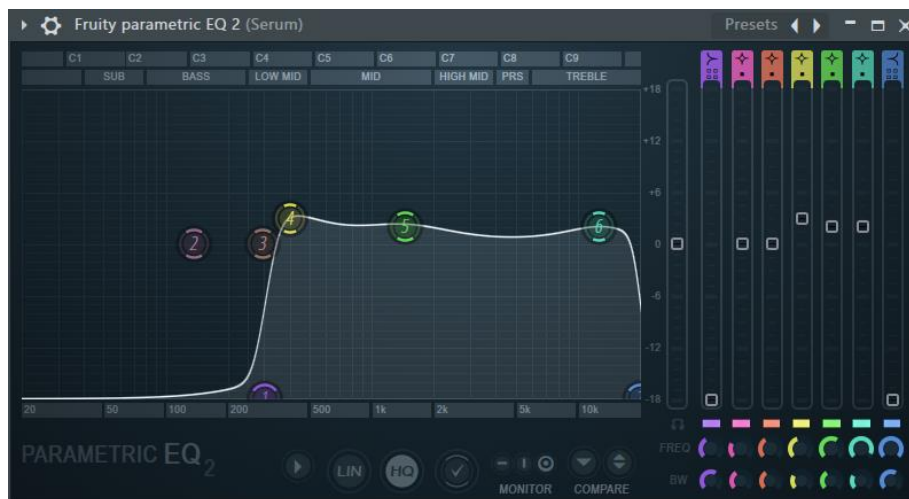 Fruity parametric EQ 2 (Serum) Presets
C1 C2 C3 C4 C5 C6 C7 C8 C9
SUB BASS LOW MID MID HIGH MID PRS TREBLE
+18
+12
+6
0
-6
-12
-18
2 3 4 5 6
1
20 50 100 200 500 1k 2k 5k 10k
PARAMETRIC EQ 2
LIN HQ
MONITOR COMPARE
FREQ
BW